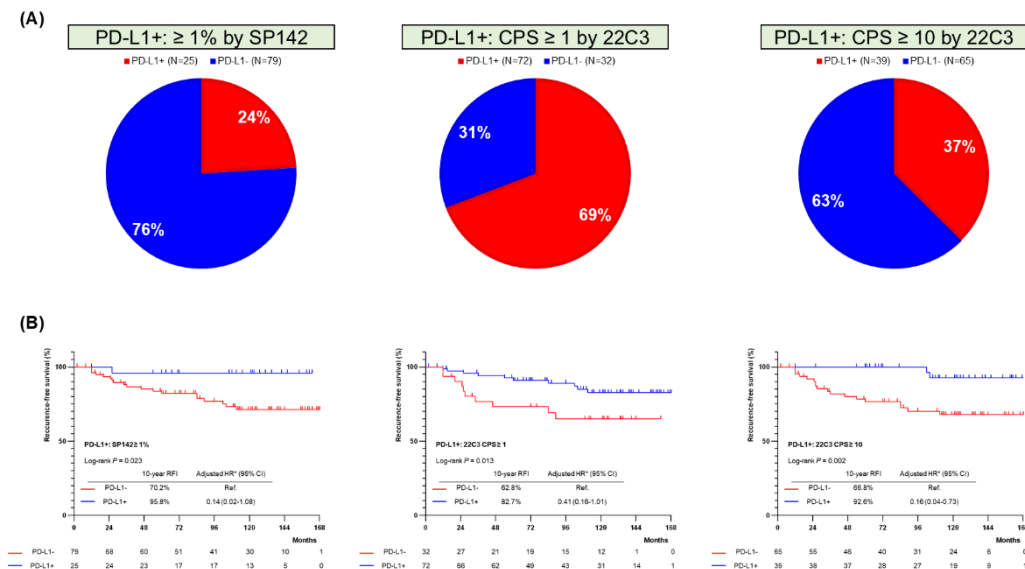 (A)
PD-L1+: ≥ 1% by SP142
PD-L1+: CPS ≥ 1 by 22C3
PD-L1+: CPS ≥ 10 by 22C3
PD-L1+ (N=25) PD-L1- (N=79)
PD-L1+ (N=72) PD-L1- (N=32)
PD-L1+ (N=39) PD-L1- (N=65)
24%
76%
31%
69%
37%
63%
(B)
Reccurence-free survival (%)
100
50
0
PD-L1+: SP142≥ 1%
Log-rank P = 0.023
10-year RFI Adjusted HR* (95% CI)
PD-L1- 70.2% Ref.
PD-L1+ 95.8% 0.14 (0.02-1.08)
0 24 48 72 96 120 144 168
Months
PD-L1- 79 68 60 51 41 30 10 1
PD-L1+ 25 24 23 17 17 13 5 0
Reccurence-free survival (%)
100
50
0
PD-L1+: 22C3 CPS≥ 1
Log-rank P = 0.013
10-year RFI Adjusted HR* (95% CI)
PD-L1- 62.8% Ref.
PD-L1+ 82.7% 0.41 (0.16-1.01)
0 24 48 72 96 120 144 168
Months
PD-L1- 32 27 21 19 15 12 1 0
PD-L1+ 72 66 62 49 43 31 14 1
Reccurence-free survival (%)
100
50
0
PD-L1+: 22C3 CPS≥ 10
Log-rank P = 0.002
10-year RFI Adjusted HR* (95% CI)
PD-L1- 66.8% Ref.
PD-L1+ 92.6% 0.16 (0.04-0.73)
0 24 48 72 96 120 144 168
Months
PD-L1- 65 55 46 40 31 24 6
PD-L1+ 39 38 37 28 27 19 9